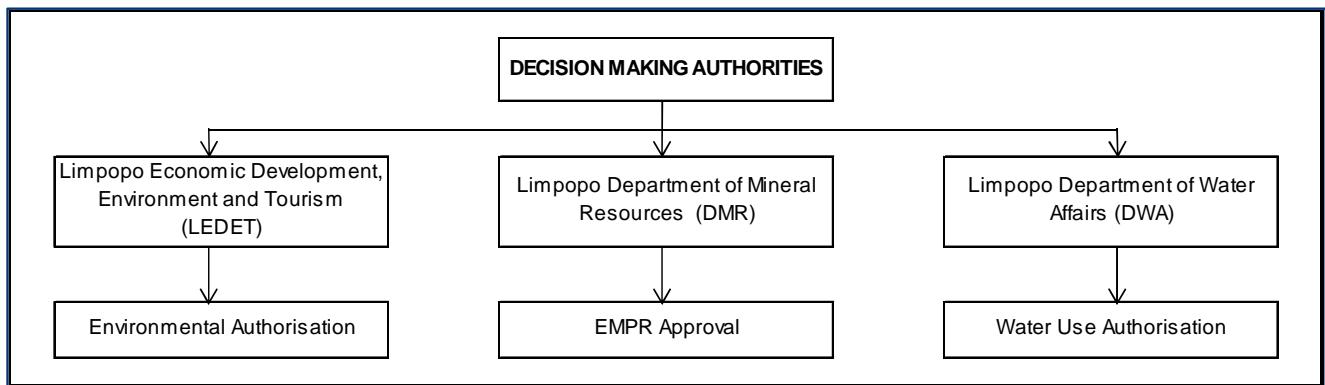 DECISION MAKING AUTHORITIES
Limpopo Economic Development,
Environment and Tourism
(LEDET)
Limpopo Department of Mineral
Resources (DMR)
Limpopo Department of Water
Affairs (DWA)
Environmental Authorisation
EMPR Approval
Water Use Authorisation